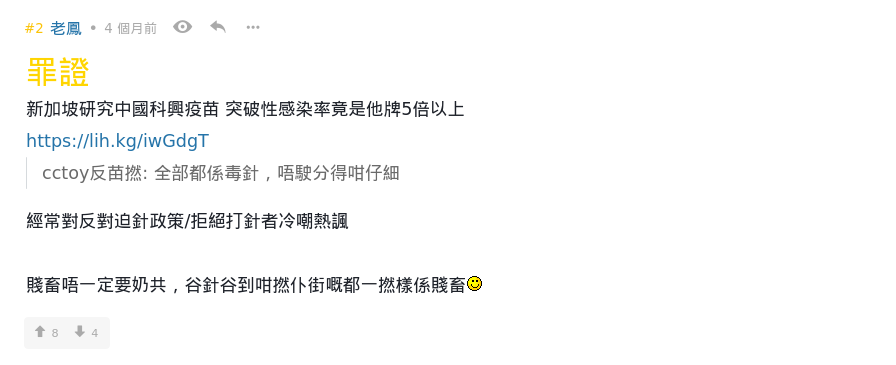 #2 老鳳 • 4 個月前
罪證
新加坡研究中國科興疫苗 突破性感染率竟是他牌5倍以上
https://lih.kg/iwGdgT
cctoy反苗撚: 全部都係毒針，唔駛分得咁仔細
經常對反對迫針政策/拒絕打針者冷嘲熱諷
賤畜唔一定要奶共，谷針谷到咁撚仆街嘅都一撚樣係賤畜
8 4